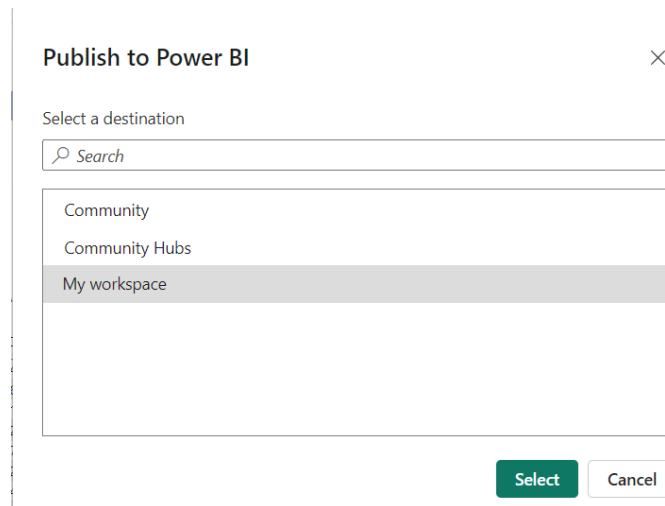 Publish to Power BI
Select a destination
Search
Community
Community Hubs
My workspace
Select Cancel